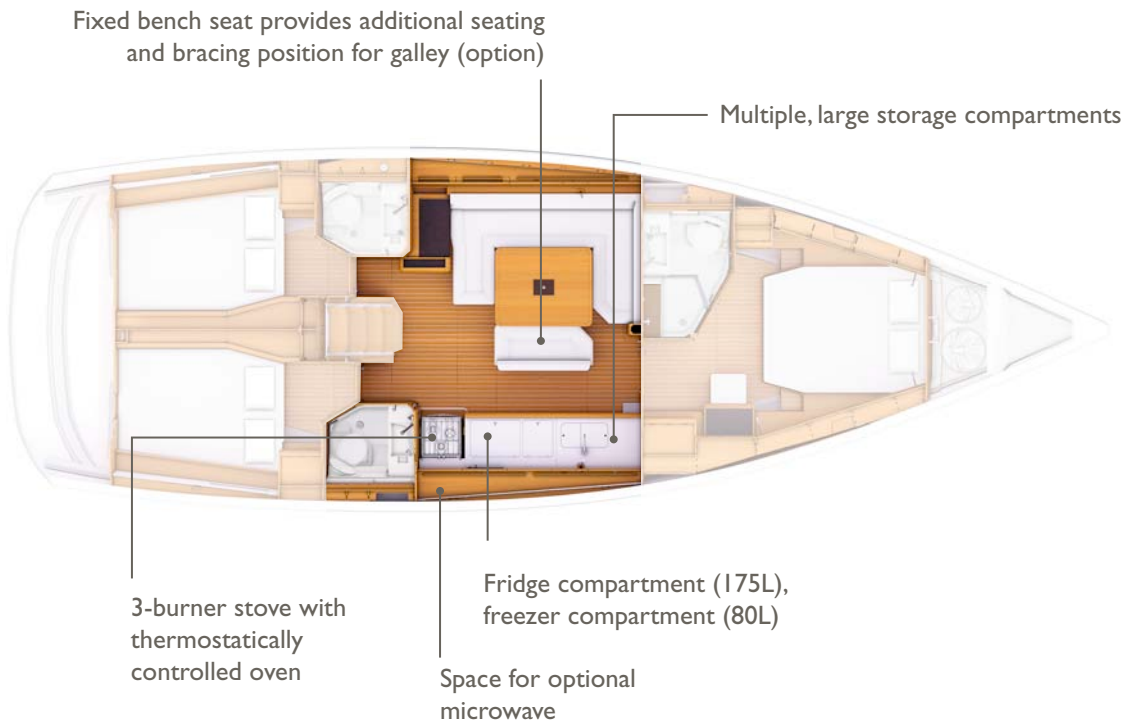 Fixed bench seat provides additional seating
and bracing position for galley (option)
Multiple, large storage compartments
Fridge compartment (175L),
freezer compartment (80L)
3-burner stove with
thermostatically
controlled oven
Space for optional
microwave